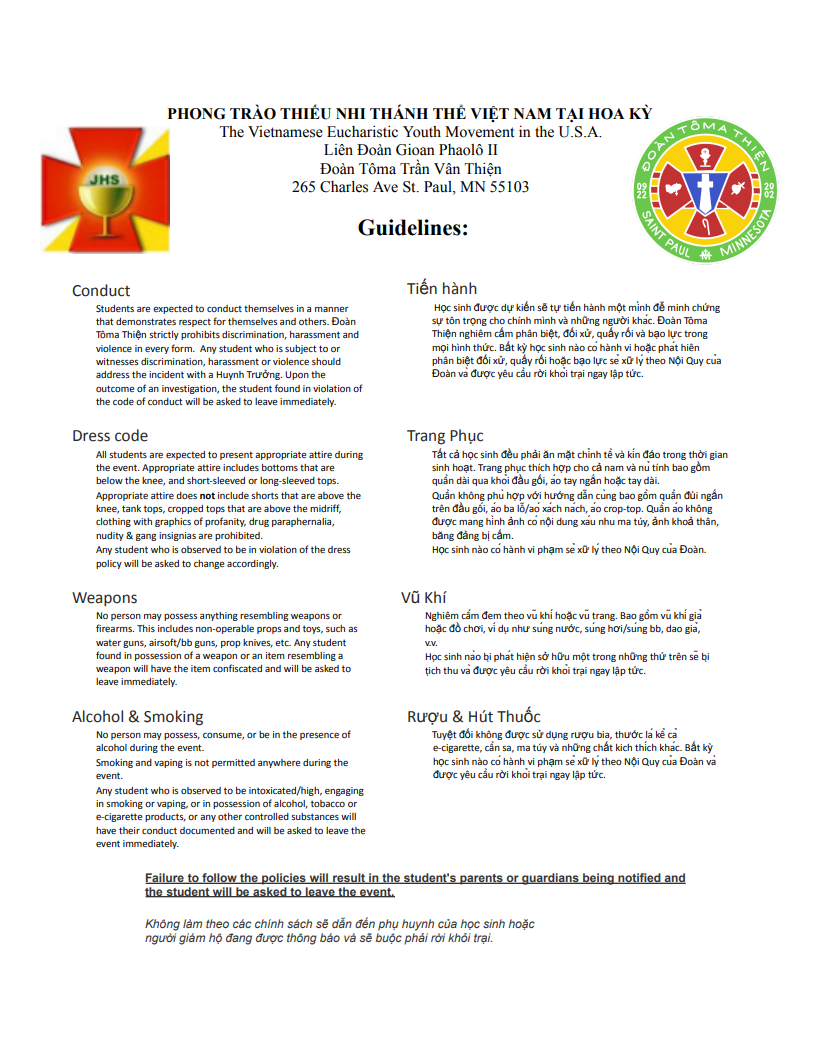 PHONG TRÀO THIẾU NHI THÁNH THỂ VIỆT NAM TẠI HOA KỲ
The Vietnamese Eucharistic Youth Movement in the U.S.A.
Liên Đoàn Gioan Phaolô II
Đoàn Tôma Trần Vân Thiện
265 Charles Ave St. Paul, MN 55103
JHS
ĐOÀN TÔMA THIỆN
09
22
20
02
SAINT PAUL MINNESOTA
Guidelines:
Conduct
Students are expected to conduct themselves in a manner
that demonstrates respect for themselves and others. Đoàn
Tôma Thiện strictly prohibits discrimination, harassment and
violence in every form.  Any student who is subject to or
witnesses discrimination, harassment or violence should
address the incident with a Huynh Trưởng. Upon the
outcome of an investigation, the student found in violation of
the code of conduct will be asked to leave immediately.
Tiến hành
Học sinh được dự kiến sẽ tự tiến hành một mình để minh chứng
sự tôn trọng cho chính mình và những người khác. Đoàn Tôma
Thiện nghiêm cấm phân biệt, đối xử, quấy rối và bạo lực trong
mọi hình thức. Bất kỳ học sinh nào có hành vi hoặc phát hiên
phân biệt đối xử, quấy rối hoặc bạo lực sẽ xử lý theo Nội Quy của
Đoàn và được yêu cầu rời khỏi trại ngay lập tức.
Dress code
All students are expected to present appropriate attire during
the event. Appropriate attire includes bottoms that are
below the knee, and short-sleeved or long-sleeved tops.
Appropriate attire does not include shorts that are above the
knee, tank tops, cropped tops that are above the midriff,
clothing with graphics of profanity, drug paraphernalia,
nudity & gang insignias are prohibited.
Any student who is observed to be in violation of the dress
policy will be asked to change accordingly.
Trang Phục
Tất cả học sinh đều phải ăn mặt chỉnh tề và kín đáo trong thời gian
sinh hoạt. Trang phục thích hợp cho cả nam và nữ tính bao gồm
quần dài qua khỏi đầu gối, áo tay ngắn hoặc tay dài.
Quần không phù hợp với hướng dẫn cũng bao gồm quần đùi ngắn
trên đầu gối, áo ba lỗ/áo xách nách, áo crop-top. Quần áo không
được mang hình ảnh có nội dung xấu như ma túy, ảnh khoả thân,
băng đảng bị cấm.
Học sinh nào có hành vi phạm sẽ xử lý theo Nội Quy của Đoàn.
Weapons
No person may possess anything resembling weapons or
firearms. This includes non-operable props and toys, such as
water guns, airsoft/bb guns, prop knives, etc. Any student
found in possession of a weapon or an item resembling a
weapon will have the item confiscated and will be asked to
leave immediately.
Vũ Khí
Nghiêm cấm đem theo vũ khí hoặc vũ trang. Bao gồm vũ khí giả
hoặc đồ chơi, ví dụ như súng nước, súng hơi/súng bb, dao giả,
v.v.
Học sinh nào bị phát hiện sở hữu một trong những thứ trên sẽ bị
tịch thu và được yêu cầu rời khỏi trại ngay lập tức.
Alcohol & Smoking
No person may possess, consume, or be in the presence of
alcohol during the event.
Smoking and vaping is not permitted anywhere during the
event.
Any student who is observed to be intoxicated/high, engaging
in smoking or vaping, or in possession of alcohol, tobacco or
e-cigarette products, or any other controlled substances will
have their conduct documented and will be asked to leave the
event immediately.
Rượu & Hút Thuốc
Tuyệt đối không được sử dụng rượu bia, thước lá kể cả
e-cigarette, cần sa, ma túy và những chất kich thích khác. Bất kỳ
học sinh nào có hành vi phạm sẽ xử lý theo Nội Quy của Đoàn và
được yêu cầu rời khỏi trại ngay lập tức.
Failure to follow the policies will result in the student's parents or guardians being notified and
the student will be asked to leave the event.
Không làm theo các chính sách sẽ dẫn đến phụ huynh của học sinh hoặc
người giám hộ đang được thông báo và sẽ buộc phải rời khỏi trại.